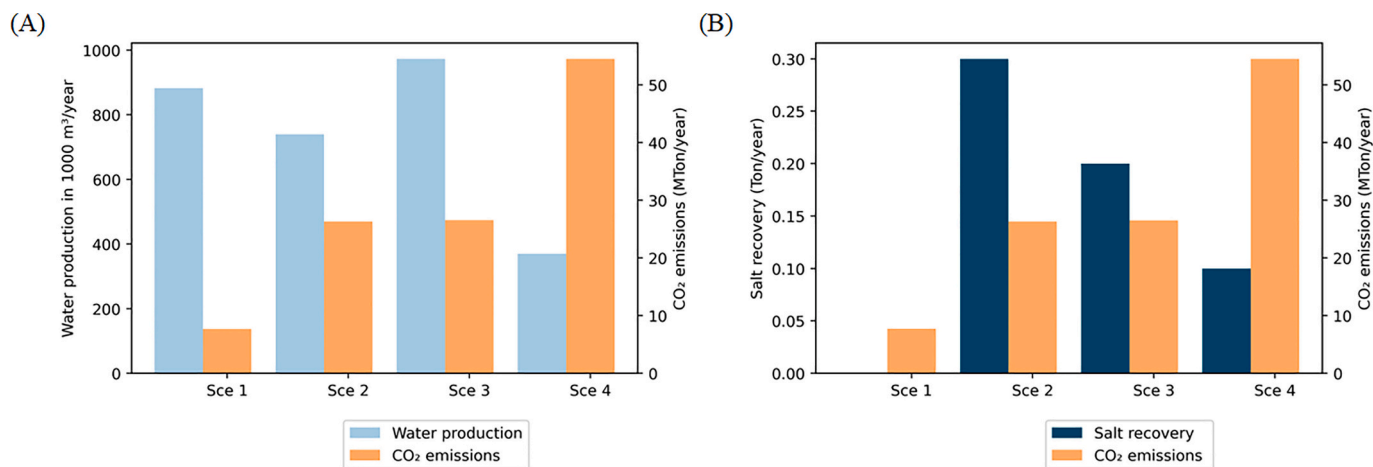 (A)
Water production in 1000 m³/year
1000
800
600
400
200
0
Sce 1
Sce 2
Sce 3
Sce 4
50
40
30
20
10
0
CO₂ emissions (MTon/year)
Water production
CO₂ emissions
(B)
Salt recovery (Ton/year)
0.30
0.25
0.20
0.15
0.10
0.05
0.00
Sce 1
Sce 2
Sce 3
Sce 4
50
40
30
20
10
0
CO₂ emissions (MTon/year)
Salt recovery
CO₂ emissions